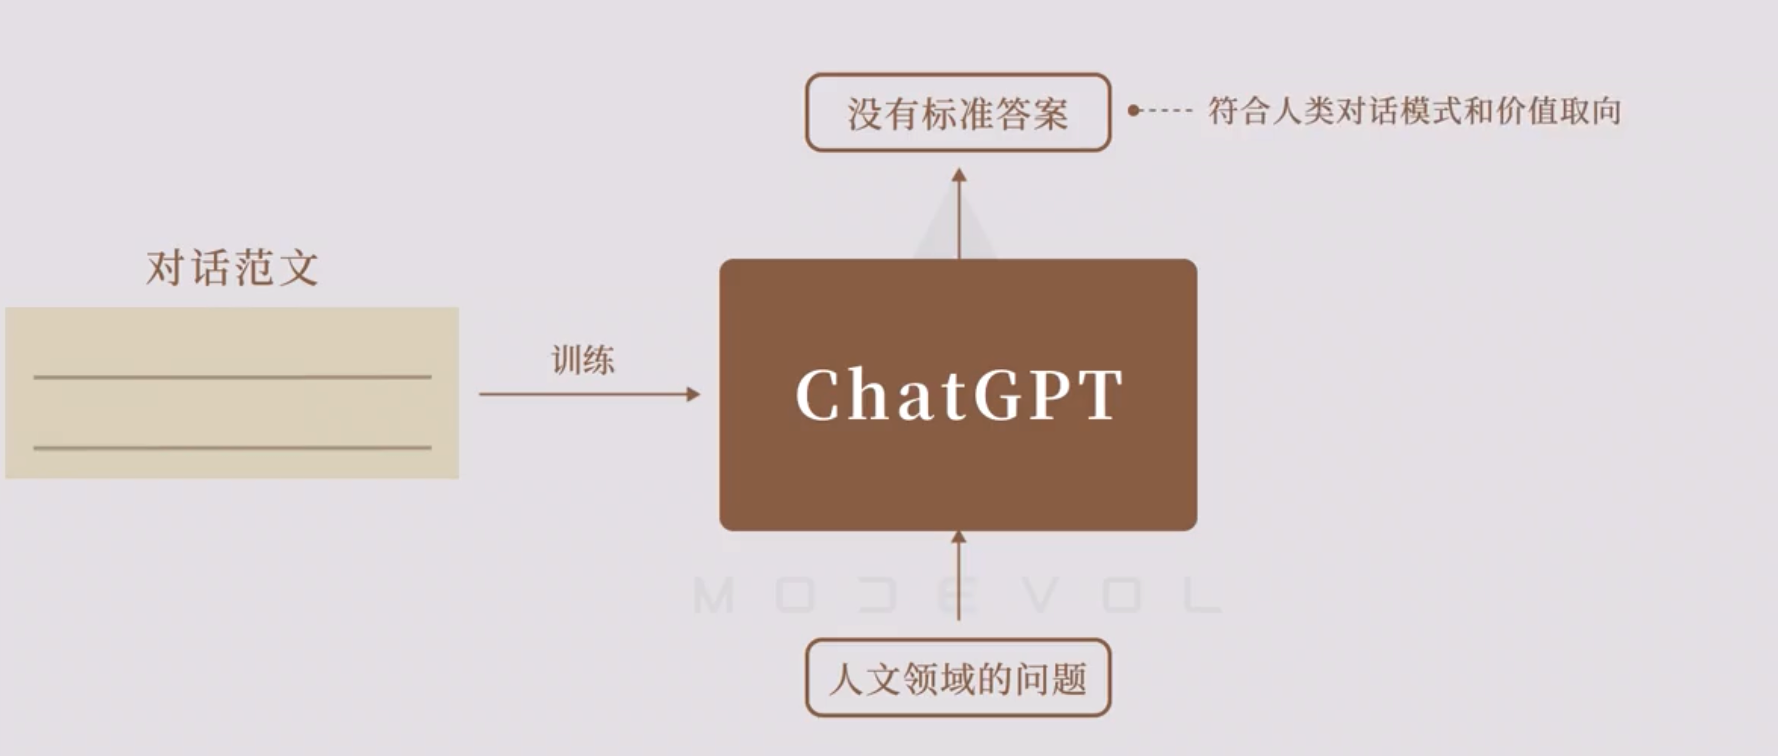 没有标准答案
符合人类对话模式和价值取向
对话范文
训练
ChatGPT
MODEVOL
人文领域的问题